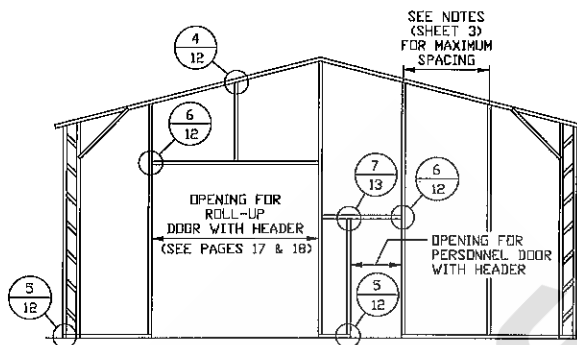 SEE NOTES
(SHEET 3)
FOR MAXIMUM
SPACING
4
12
6
12
7
13
6
12
OPENING FOR
ROLL-UP
DOOR WITH HEADER
(SEE PAGES 17 & 18)
OPENING FOR
PERSONNEL DOOR
WITH HEADER
5
12
5
12